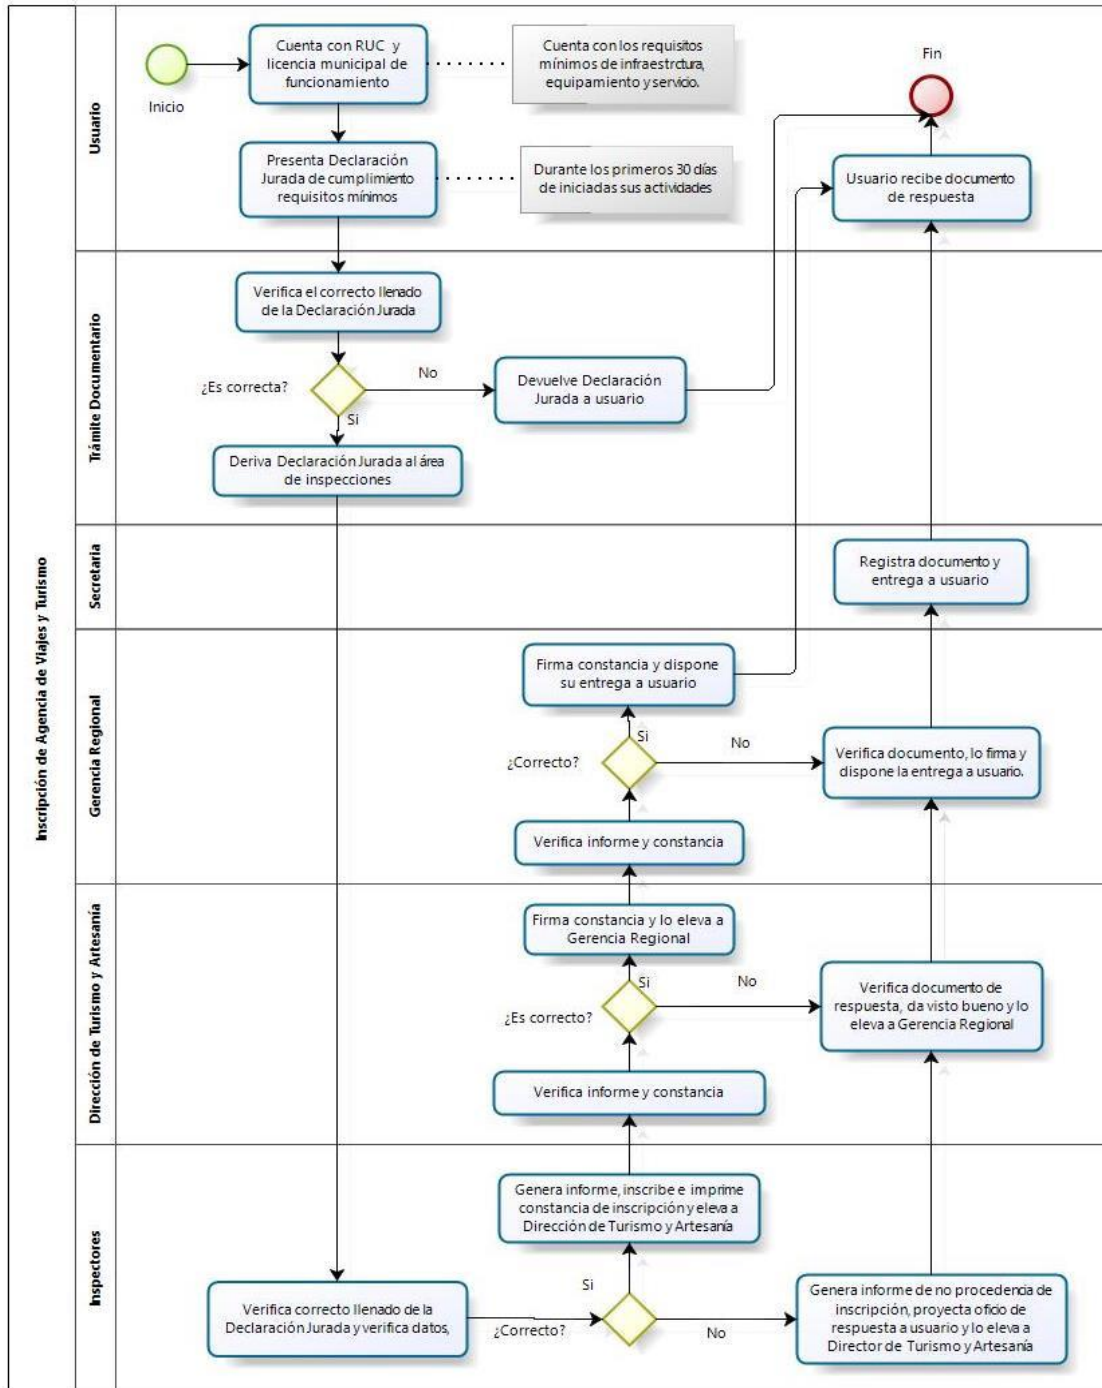 Inscripción de Agencia de Viajes y Turismo
Usuario
Inicio
Cuenta con RUC y
licencia municipal de
funcionamiento
Cuenta con los requisitos
mínimos de infraestrctura,
equipamiento y servicio.
Fin
Presenta Declaración
Jurada de cumplimiento
requisitos mínimos
Durante los primeros 30 días
de iniciadas sus actividades
Usuario recibe documento
de respuesta
Trámite Documentario
Verifica el correcto llenado
de la Declaración Jurada
¿Es correcta?
No
Devuelve Declaración
Jurada a usuario
Si
Deriva Declaración Jurada al área
de inspecciones
Secretaria
Registra documento y
entrega a usuario
Gerencia Regional
Firma constancia y dispone
su entrega a usuario
Si
¿Correcto?
No
Verifica documento, lo firma y
dispone la entrega a usuario.
Verifica informe y constancia
Dirección de Turismo y Artesanía
Firma constancia y lo eleva a
Gerencia Regional
Si
¿Es correcto?
No
Verifica documento de
respuesta, da visto bueno y lo
eleva a Gerencia Regional
Verifica informe y constancia
Inspectores
Genera informe, inscribe e imprime
constancia de inscripción y eleva a
Dirección de Turismo y Artesanía
Si
Verifica correcto llenado de la
Declaración Jurada y verifica datos,
¿Correcto?
No
Genera informe de no procedencia de
inscripción, proyecta oficio de
respuesta a usuario y lo eleva a
Director de Turismo y Artesanía